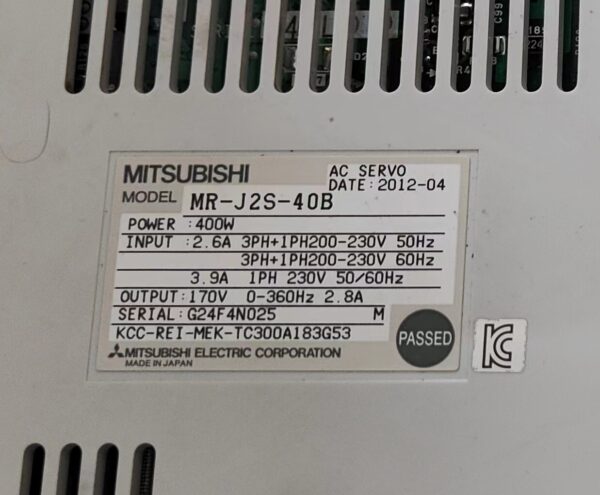 MITSUBISHI
AC SERVO
DATE:2012-04
MODEL MR-J2S-40B
POWER :400W
INPUT :2.6A 3PH+1PH200-230V 50Hz
3PH+1PH200-230V 60Hz
3.9A 1PH 230V 50/60Hz
OUTPUT:170V 0-360Hz 2.8A
SERIAL:G24F4N025 M
KCC-REI-MEK-TC300A183G53
PASSED
MITSUBISHI ELECTRIC CORPORATION
MADE IN JAPAN